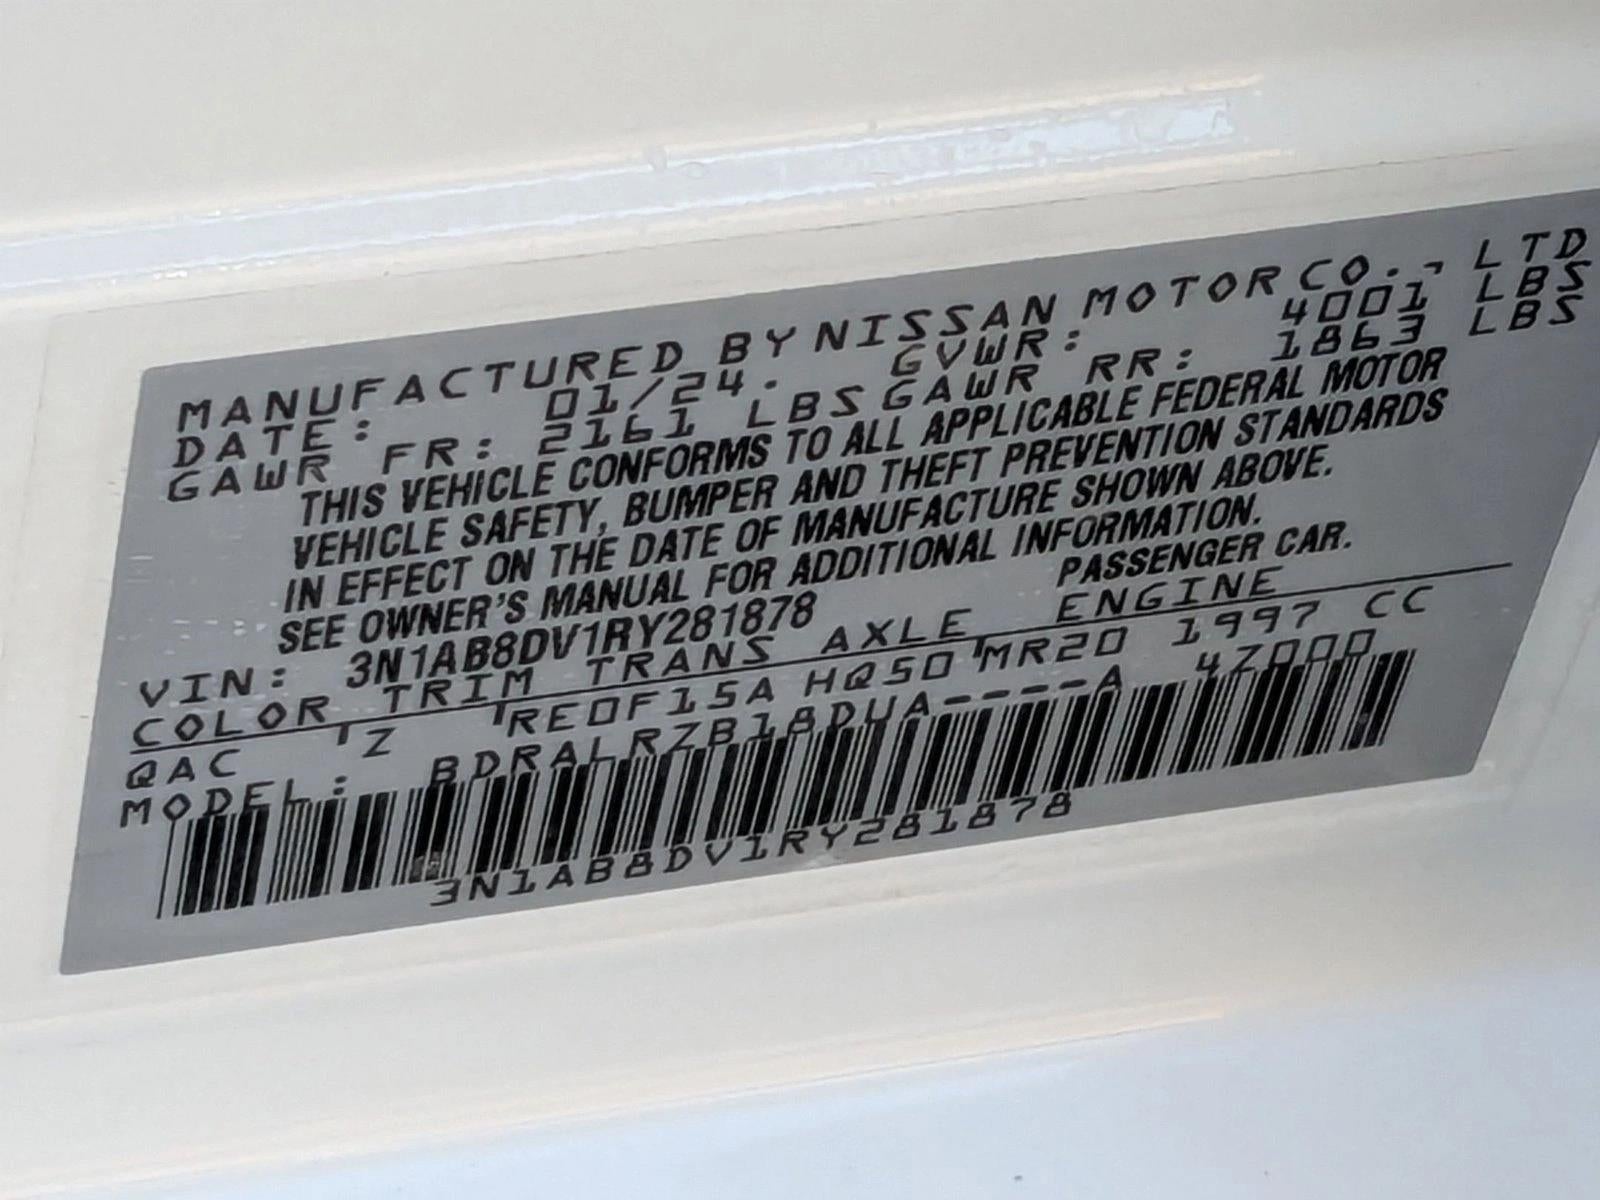 MANUFACTURED BY NISSAN MOTOR CO., LTD
DATE: 01/24. GVWR: 4001 LBS
GAWR FR: 2161 LBS GAWR RR: 1863 LBS
THIS VEHICLE CONFORMS TO ALL APPLICABLE FEDERAL MOTOR
VEHICLE SAFETY, BUMPER AND THEFT PREVENTION STANDARDS
IN EFFECT ON THE DATE OF MANUFACTURE SHOWN ABOVE.
SEE OWNER'S MANUAL FOR ADDITIONAL INFORMATION.
VIN: 3N1AB8DV1RY281878 PASSENGER CAR.
COLOR TRIM TRANS AXLE ENGINE
QAC Z RE0F15A HQ50 MR20 1997 CC
MODEL: BDRALRZB18DUA----A 4Z000
3N1AB8DV1RY281878